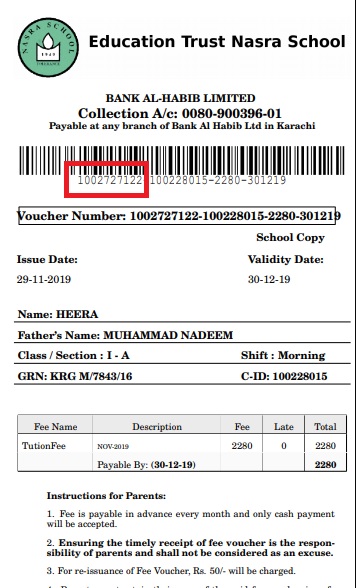 NASRA SCHOOL
1949
Education Trust Nasra School
BANK AL-HABIB LIMITED
Collection A/c: 0080-900396-01
Payable at any branch of Bank Al Habib Ltd in Karachi
1002727122-100228015-2280-301219
Voucher Number: 1002727122-100228015-2280-301219
School Copy
Issue Date: Validity Date:
29-11-2019 30-12-19
Name: HEERA
Father's Name: MUHAMMAD NADEEM
Class / Section : I - A Shift : Morning
GRN: KRG M/7843/16 C-ID: 100228015
Fee Name Description Fee Late Total
TutionFee NOV-2019 2280 0 2280
Payable By: (30-12-19) 2280
Instructions for Parents:
1. Fee is payable in advance every month and only cash payment
will be accepted.
2. Ensuring the timely receipt of fee voucher is the respon-
sibility of parents and shall not be considered as an excuse.
3. For re-issuance of Fee Voucher, Rs. 50/- will be charged.